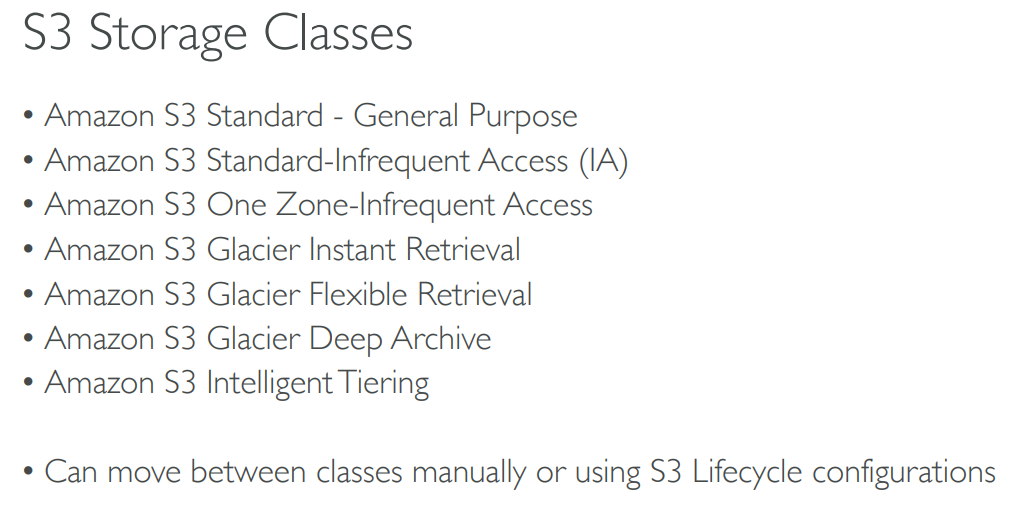 S3 Storage Classes
• Amazon S3 Standard - General Purpose
• Amazon S3 Standard-Infrequent Access (IA)
• Amazon S3 One Zone-Infrequent Access
• Amazon S3 Glacier Instant Retrieval
• Amazon S3 Glacier Flexible Retrieval
• Amazon S3 Glacier Deep Archive
• Amazon S3 Intelligent Tiering
• Can move between classes manually or using S3 Lifecycle configurations